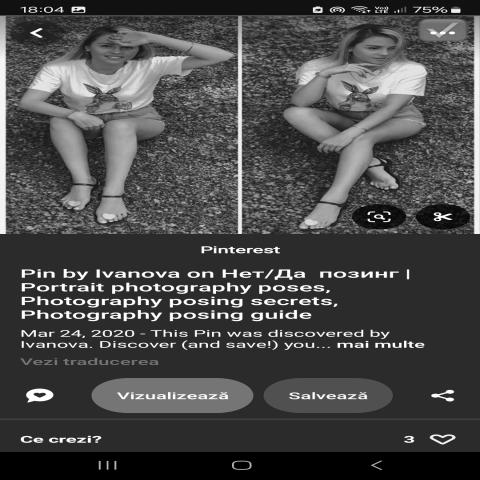 18:04 75%
Pinterest
Pin by Ivanova on Нет/Да позинг |
Portrait photography poses,
Photography posing secrets,
Photography posing guide
Mar 24, 2020 - This Pin was discovered by
Ivanova. Discover (and save!) you... mai multe
Vezi traducerea
Vizualizează Salvează
Ce crezi? 3